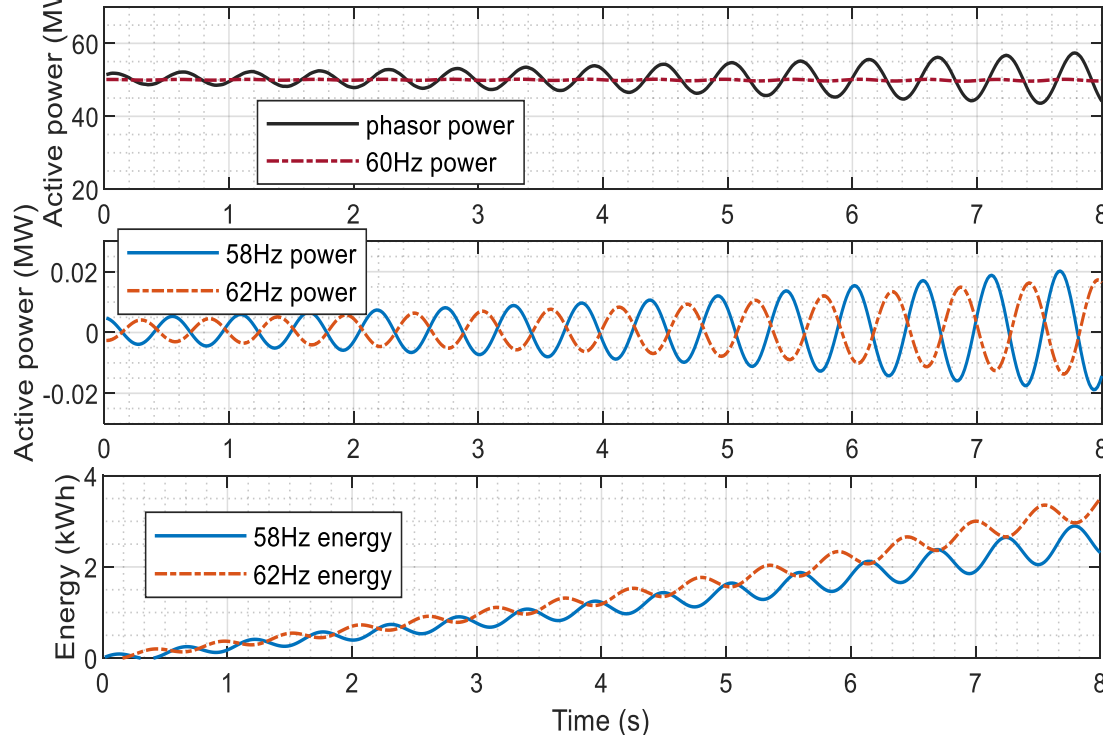 Active power (MW
60
40
20
phasor power
60Hz power
0 1 2 3 4 5 6 7 8
Active power (MW)
0.02
0
-0.02
58Hz power
62Hz power
0 1 2 3 4 5 6 7 8
Energy (kWh)
4
2
0
58Hz energy
62Hz energy
0 1 2 3 4 5 6 7 8
Time (s)